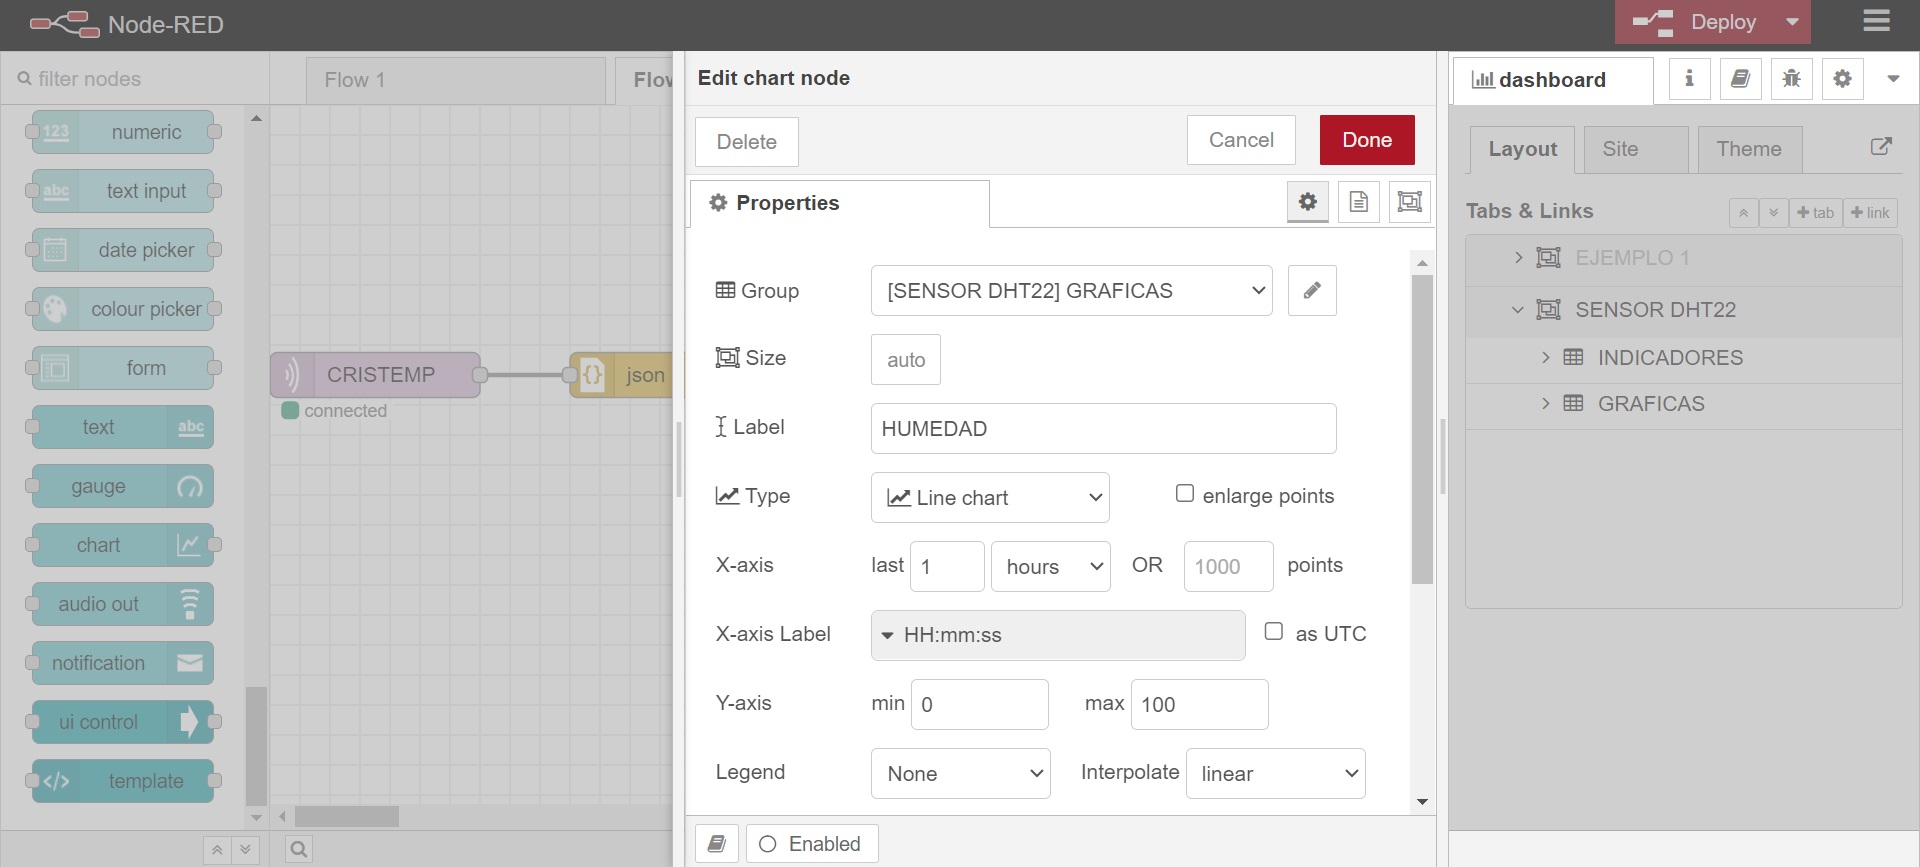 Node-RED
Deploy
filter nodes
123 numeric
abc text input
date picker
colour picker
form
text abc
gauge
chart
audio out
notification
ui control
</> template
Flow 1
Flow
CRISTEMP
connected
{} json
Edit chart node
Delete
Cancel
Done
Properties
Group
[SENSOR DHT22] GRAFICAS
Size
auto
Label
HUMEDAD
Type
Line chart
enlarge points
X-axis
last 1 hours OR 1000 points
X-axis Label
HH:mm:ss
as UTC
Y-axis
min 0 max 100
Legend
None
Interpolate linear
Enabled
dashboard
i
Layout
Site
Theme
Tabs & Links
+ tab
+ link
EJEMPLO 1
SENSOR DHT22
INDICADORES
GRAFICAS